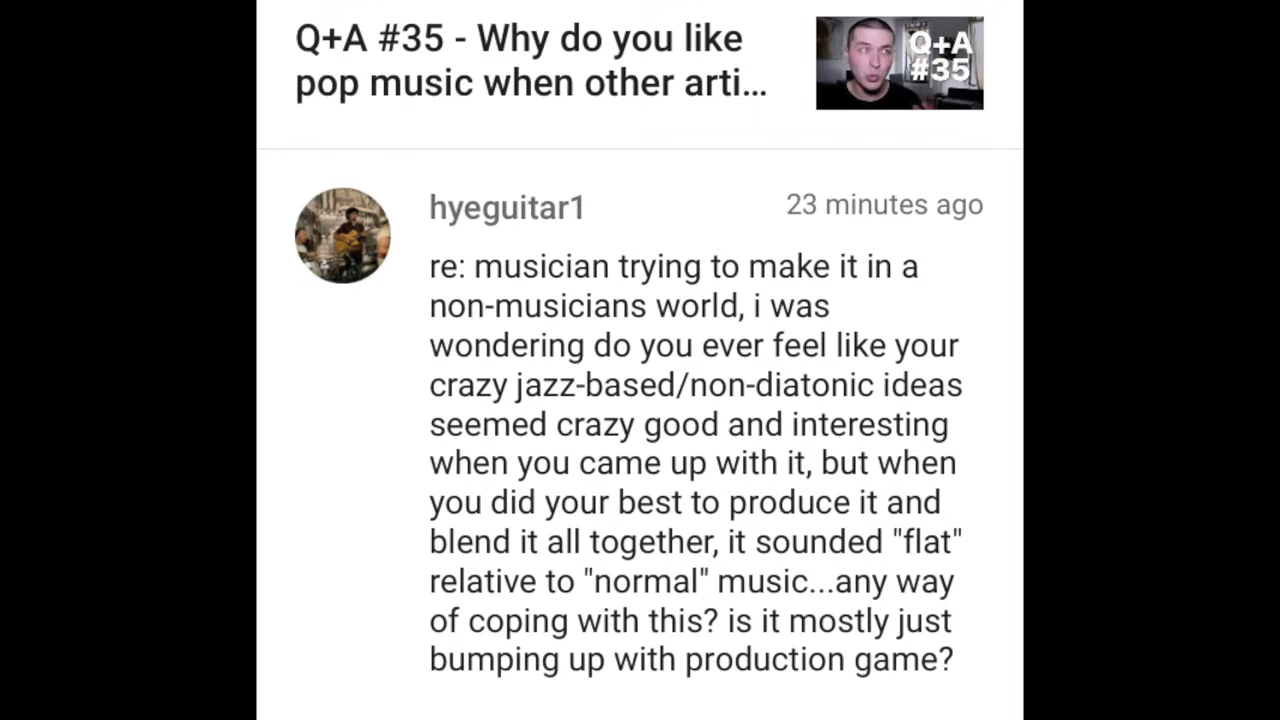 Q+A #35 - Why do you like
pop music when other arti...
Q+A
#35
hyeguitar1
23 minutes ago
re: musician trying to make it in a
non-musicians world, i was
wondering do you ever feel like your
crazy jazz-based/non-diatonic ideas
seemed crazy good and interesting
when you came up with it, but when
you did your best to produce it and
blend it all together, it sounded "flat"
relative to "normal" music...any way
of coping with this? is it mostly just
bumping up with production game?